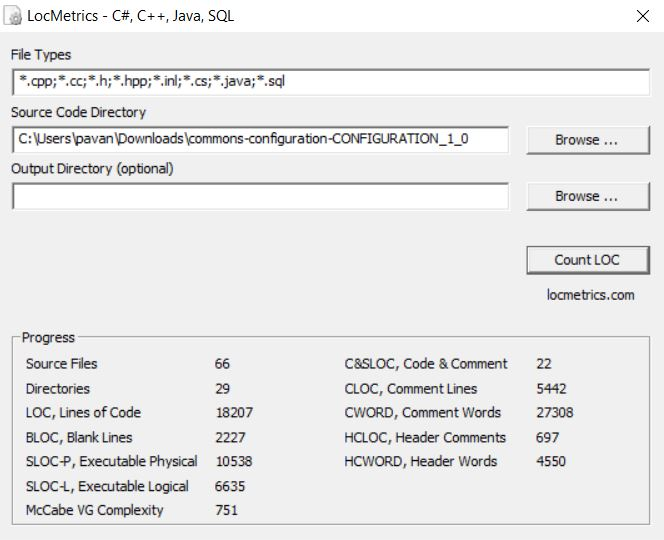 LocMetrics - C#, C++, Java, SQL
File Types
*.cpp;*.cc;*.h;*.hpp;*.inl;*.cs;*.java;*.sql
Source Code Directory
C:\Users\pavan\Downloads\commons-configuration-CONFIGURATION_1_0
Browse ...
Output Directory (optional)
Browse ...
Count LOC
locmetrics.com
Progress
Source Files 66
Directories 29
LOC, Lines of Code 18207
BLOC, Blank Lines 2227
SLOC-P, Executable Physical 10538
SLOC-L, Executable Logical 6635
McCabe VG Complexity 751
C&SLOC, Code & Comment 22
CLOC, Comment Lines 5442
CWORD, Comment Words 27308
HCLOC, Header Comments 697
HCWORD, Header Words 4550